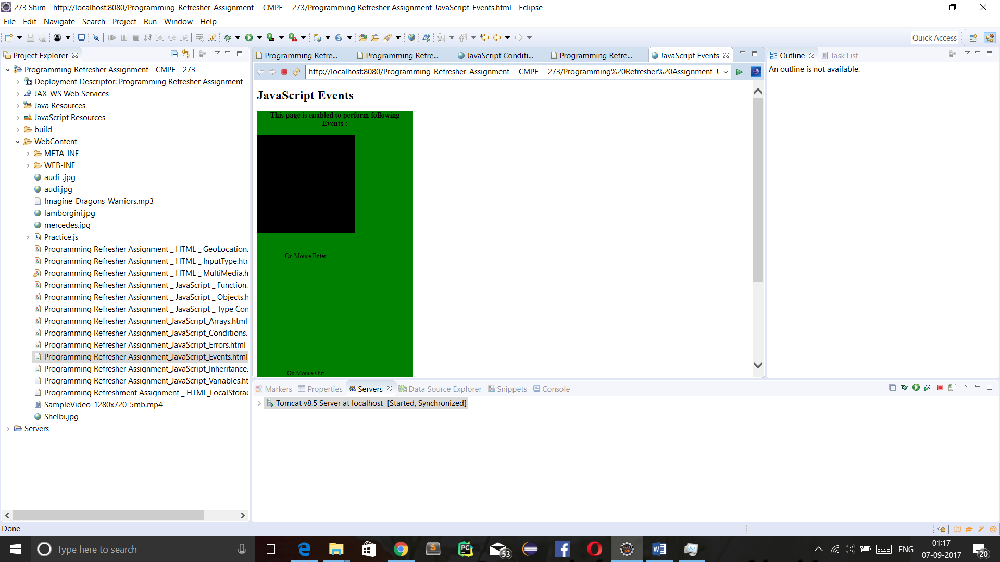 273 Shim - http://localhost:8080/Programming_Refresher_Assignment___CMPE___273/Programming Refresher Assignment_JavaScript_Events.html - Eclipse
File Edit Navigate Search Project Run Window Help
Quick Access
Project Explorer
Programming Refresher Assignment _ CMPE _ 273
Deployment Descriptor: Programming Refresher Assignment _
JAX-WS Web Services
Java Resources
JavaScript Resources
build
WebContent
META-INF
WEB-INF
audi_.jpg
audi.jpg
Imagine_Dragons_Warriors.mp3
lamborgini.jpg
mercedes.jpg
Practice.js
Programming Refresher Assignment _ HTML _ GeoLocation.
Programming Refresher Assignment _ HTML _ InputType.htm
Programming Refresher Assignment _ HTML _ MultiMedia.h
Programming Refresher Assignment _ JavaScript _ Function.
Programming Refresher Assignment _ JavaScript _ Objects.h
Programming Refresher Assignment _ JavaScript _ Type Con
Programming Refresher Assignment_JavaScript_Arrays.html
Programming Refresher Assignment_JavaScript_Conditions.
Programming Refresher Assignment_JavaScript_Errors.html
Programming Refresher Assignment_JavaScript_Events.html
Programming Refresher Assignment_JavaScript_Inheritance.
Programming Refresher Assignment_JavaScript_Variables.ht
Programming Refreshment Assignment _ HTML_LocalStorag
SampleVideo_1280x720_5mb.mp4
Shelbi.jpg
Servers
Programming Refre... Programming Refre... JavaScript Conditi... Programming Refre... JavaScript Events
http://localhost:8080/Programming_Refresher_Assignment___CMPE___273/Programming%20Refresher%20Assignment_J
JavaScript Events
This page is enabled to perform following
Events :
On Mouse Enter
On Mouse Out
Outline Task List
An outline is not available.
Markers Properties Servers Data Source Explorer Snippets Console
Tomcat v8.5 Server at localhost [Started, Synchronized]
Done
Type here to search
53
ENG
01:17
07-09-2017
20